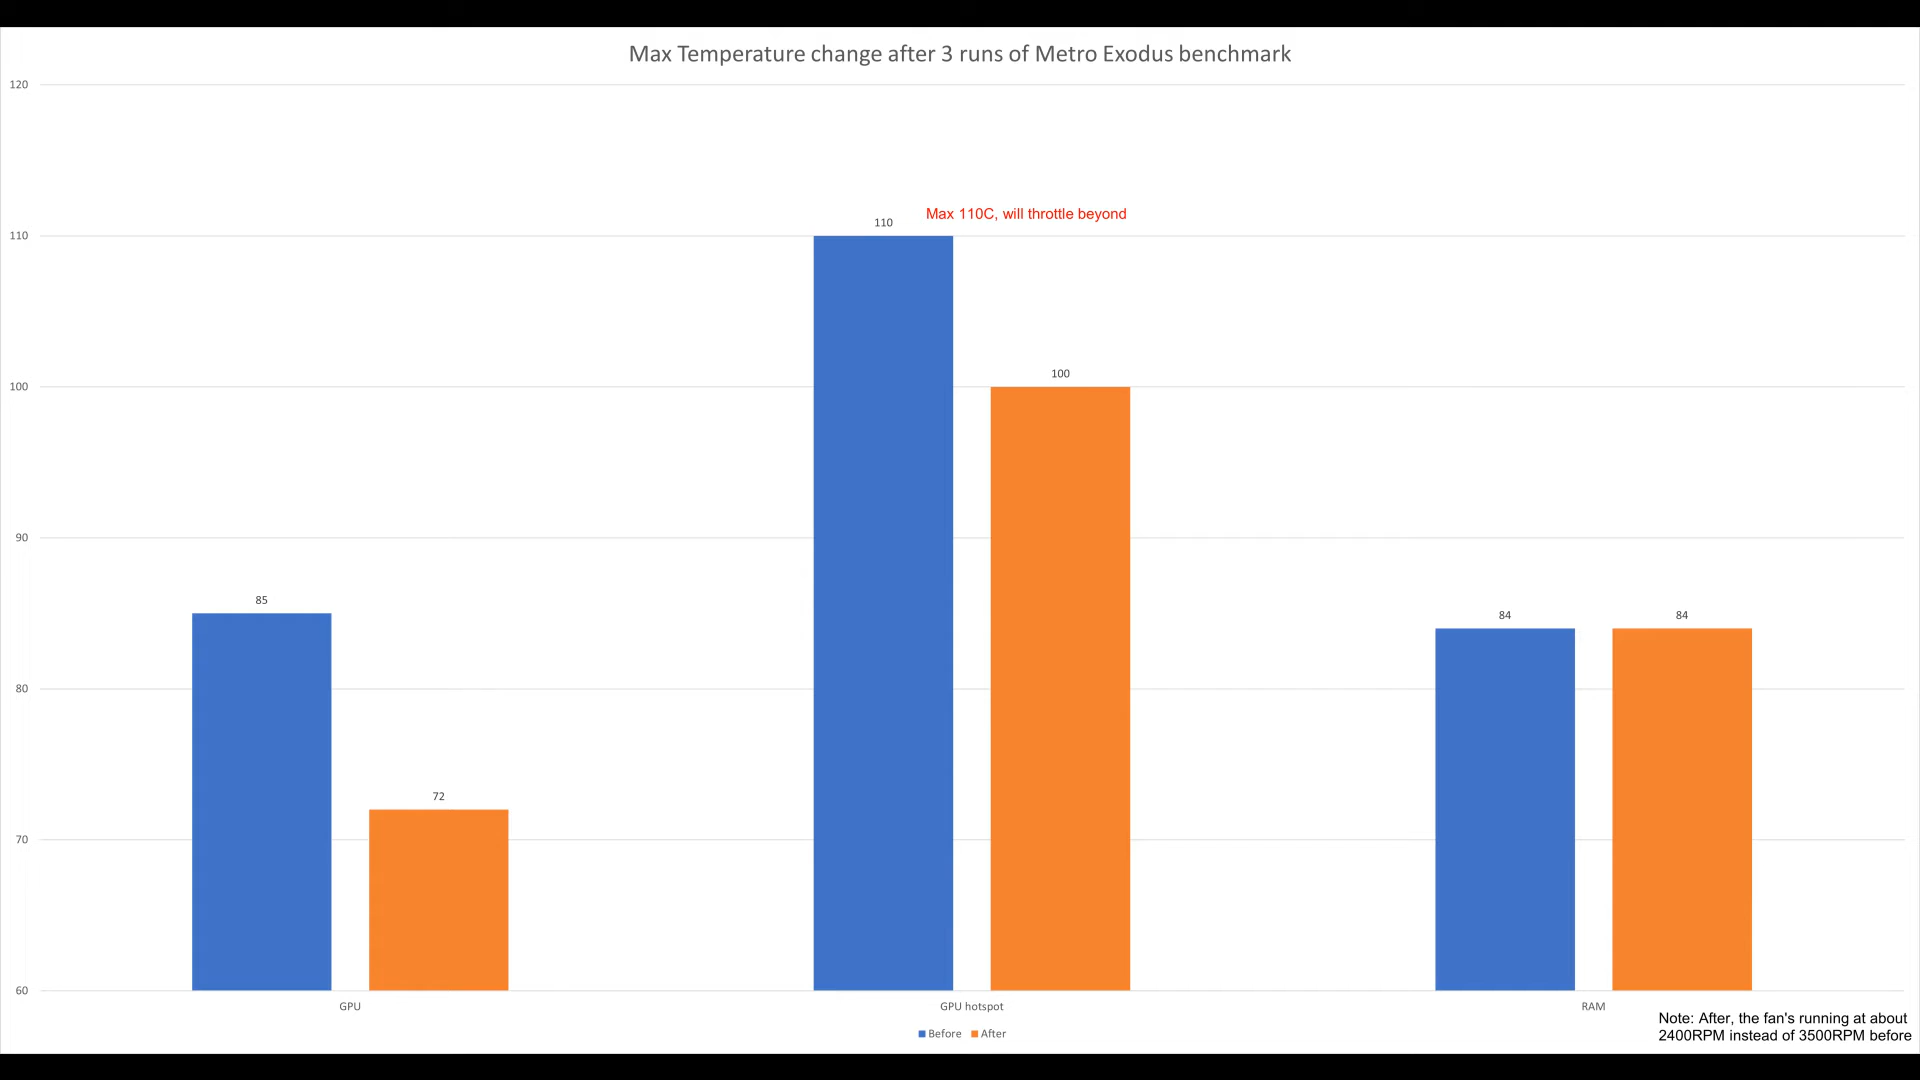 Max Temperature change after 3 runs of Metro Exodus benchmark
120
110
100
90
80
70
60
85
72
110
Max 110C, will throttle beyond
100
84
84
GPU
GPU hotspot
RAM
Before
After
Note: After, the fan's running at about
2400RPM instead of 3500RPM before